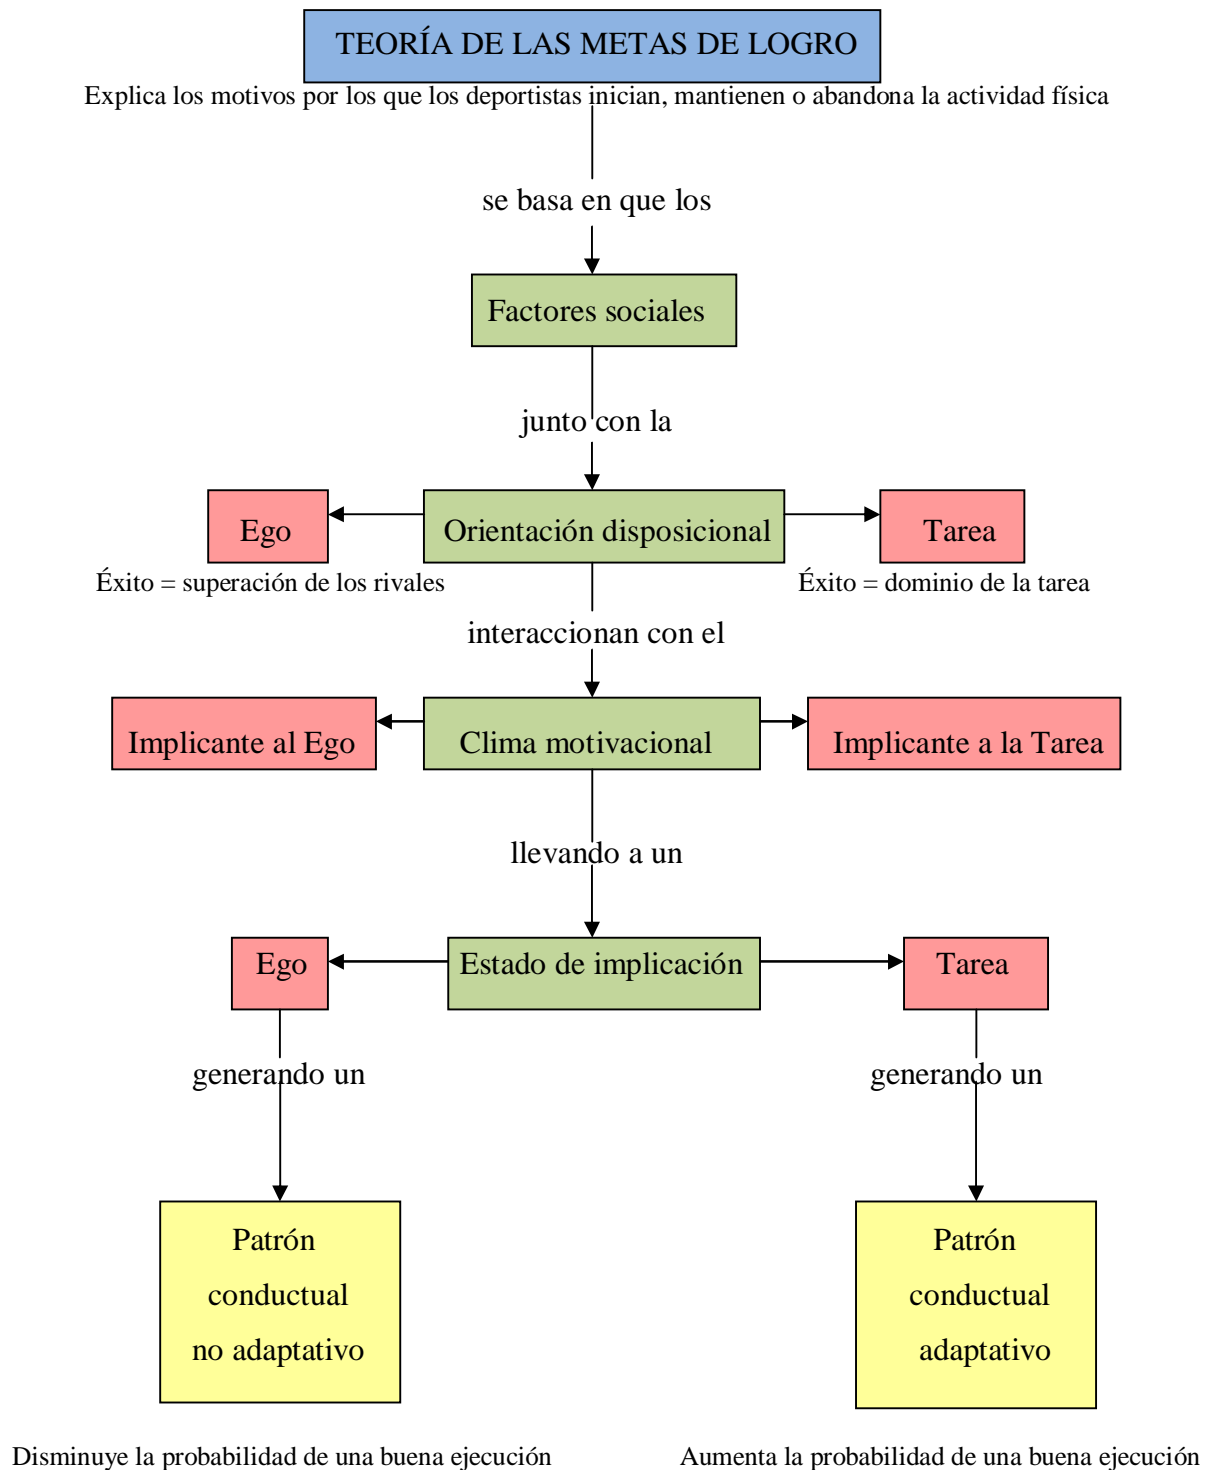 TEORÍA DE LAS METAS DE LOGRO
Explica los motivos por los que los deportistas inician, mantienen o abandona la actividad física
se basa en que los
Factores sociales
junto con la
Ego
Orientación disposicional
Tarea
Éxito = superación de los rivales
Éxito = dominio de la tarea
interaccionan con el
Implicante al Ego
Clima motivacional
Implicante a la Tarea
llevando a un
Ego
Estado de implicación
Tarea
generando un
generando un
Patrón
conductual
no adaptativo
Patrón
conductual
adaptativo
Disminuye la probabilidad de una buena ejecución
Aumenta la probabilidad de una buena ejecución